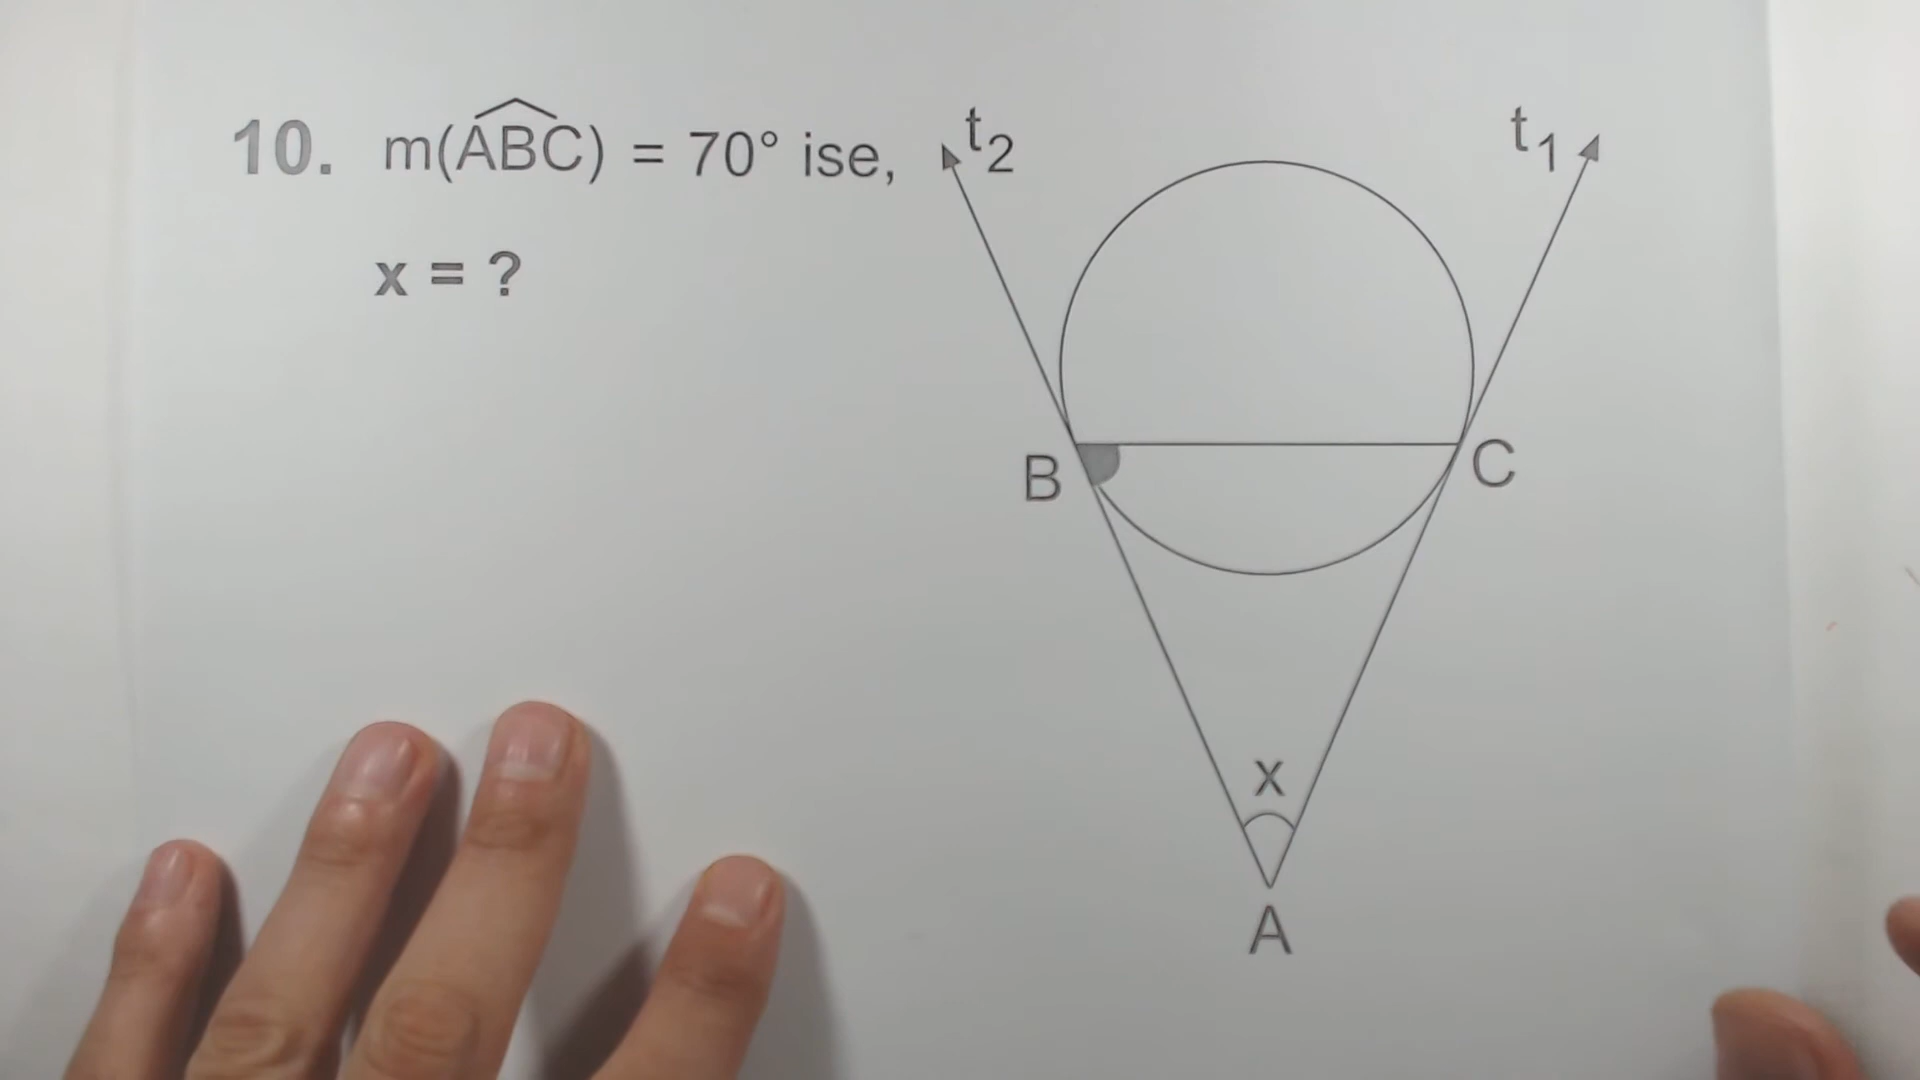 10. m(ABC) = 70° ise,
x = ?
t2
t1
B
C
x
A